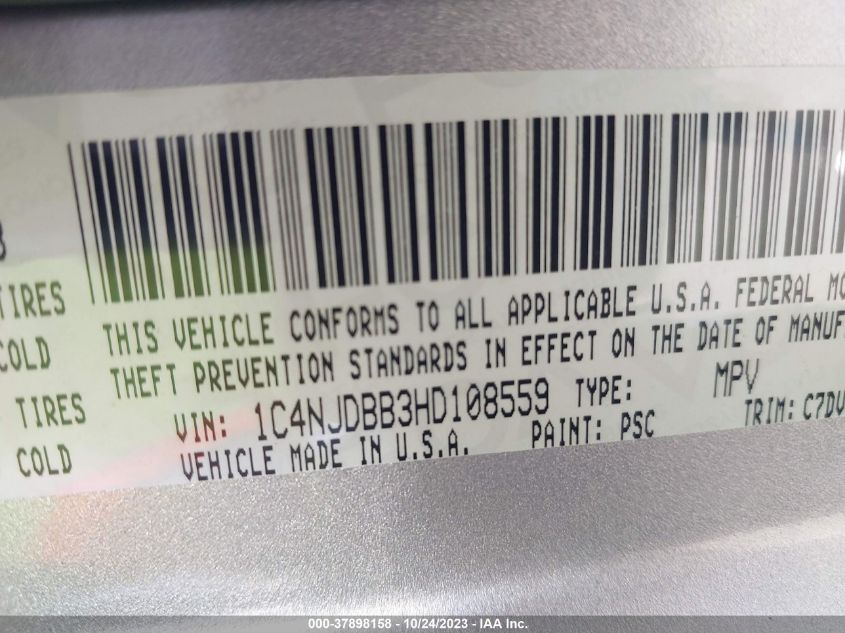 TIRES
COLD
TIRES
COLD
THIS VEHICLE CONFORMS TO ALL APPLICABLE U.S.A. FEDERAL
THEFT PREVENTION STANDARDS IN EFFECT ON THE DATE OF
VIN: 1C4NJDBB3HD108559 TYPE: MPV
VEHICLE MADE IN U.S.A. PAINT: PSC TRIM: C7DV
000-37898158 - 10/24/2023 - IAA Inc.